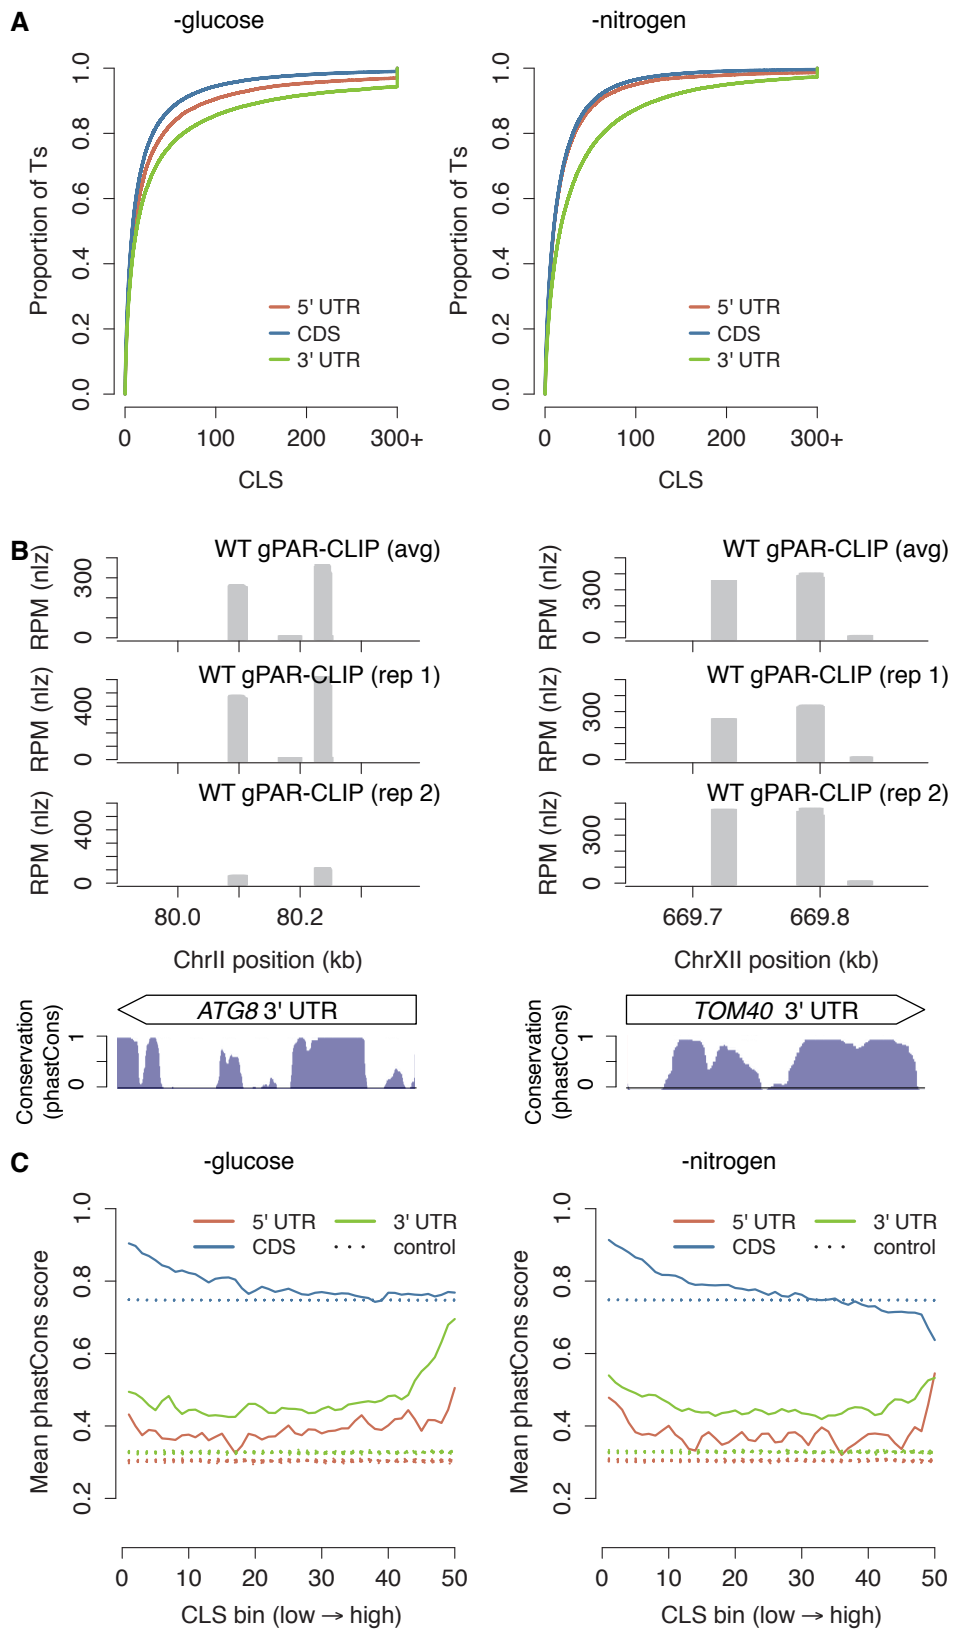 A
-glucose
-nitrogen
Proportion of Ts
0.0 0.2 0.4 0.6 0.8 1.0
5' UTR
CDS
3' UTR
0 100 200 300+
CLS
Proportion of Ts
0.0 0.2 0.4 0.6 0.8 1.0
5' UTR
CDS
3' UTR
0 100 200 300+
CLS
B
WT gPAR-CLIP (avg)
RPM (nlz)
0 300
WT gPAR-CLIP (rep 1)
RPM (nlz)
0 400
WT gPAR-CLIP (rep 2)
RPM (nlz)
0 400
80.0 80.2
ChrII position (kb)
ATG8 3' UTR
Conservation
(phastCons)
0 1
WT gPAR-CLIP (avg)
RPM (nlz)
0 300
WT gPAR-CLIP (rep 1)
RPM (nlz)
0 300
WT gPAR-CLIP (rep 2)
RPM (nlz)
0 300
669.7 669.8
ChrXII position (kb)
TOM40 3' UTR
Conservation
(phastCons)
0 1
C
-glucose
-nitrogen
Mean phastCons score
0.2 0.4 0.6 0.8 1.0
5' UTR 3' UTR
CDS control
0 10 20 30 40 50
CLS bin (low → high)
Mean phastCons score
0.2 0.4 0.6 0.8 1.0
5' UTR 3' UTR
CDS control
0 10 20 30 40 50
CLS bin (low → high)